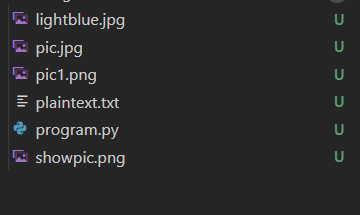 lightblue.jpg U
pic.jpg U
pic1.png U
plaintext.txt U
program.py U
showpic.png U